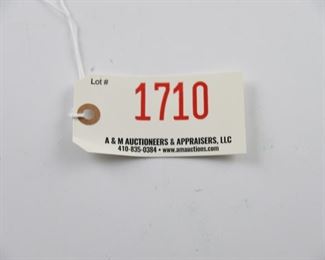 Lot #
1710
A & M AUCTIONEERS & APPRAISERS, LLC
410-835-0384 • www.amauctions.com